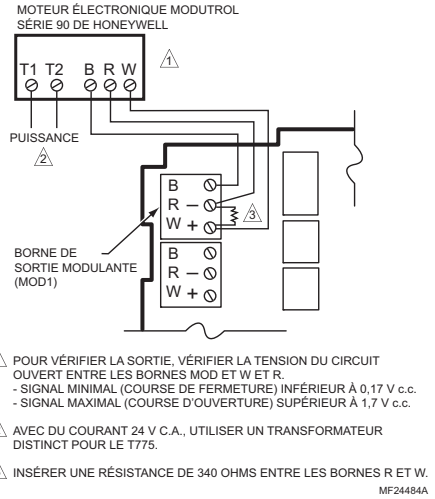 MOTEUR ÉLECTRONIQUE MODUTROL
SÉRIE 90 DE HONEYWELL
T1 T2 B R W
1
PUISSANCE
2
B
R –
W +
3
BORNE DE
SORTIE MODULANTE
(MOD1)
B
R –
W +
POUR VÉRIFIER LA SORTIE, VÉRIFIER LA TENSION DU CIRCUIT
OUVERT ENTRE LES BORNES MOD ET W ET R.
- SIGNAL MINIMAL (COURSE DE FERMETURE) INFÉRIEUR À 0,17 V c.c.
- SIGNAL MAXIMAL (COURSE D'OUVERTURE) SUPÉRIEUR À 1,7 V c.c.
AVEC DU COURANT 24 V C.A., UTILISER UN TRANSFORMATEUR
DISTINCT POUR LE T775.
INSÉRER UNE RÉSISTANCE DE 340 OHMS ENTRE LES BORNES R ET W.
MF24484A